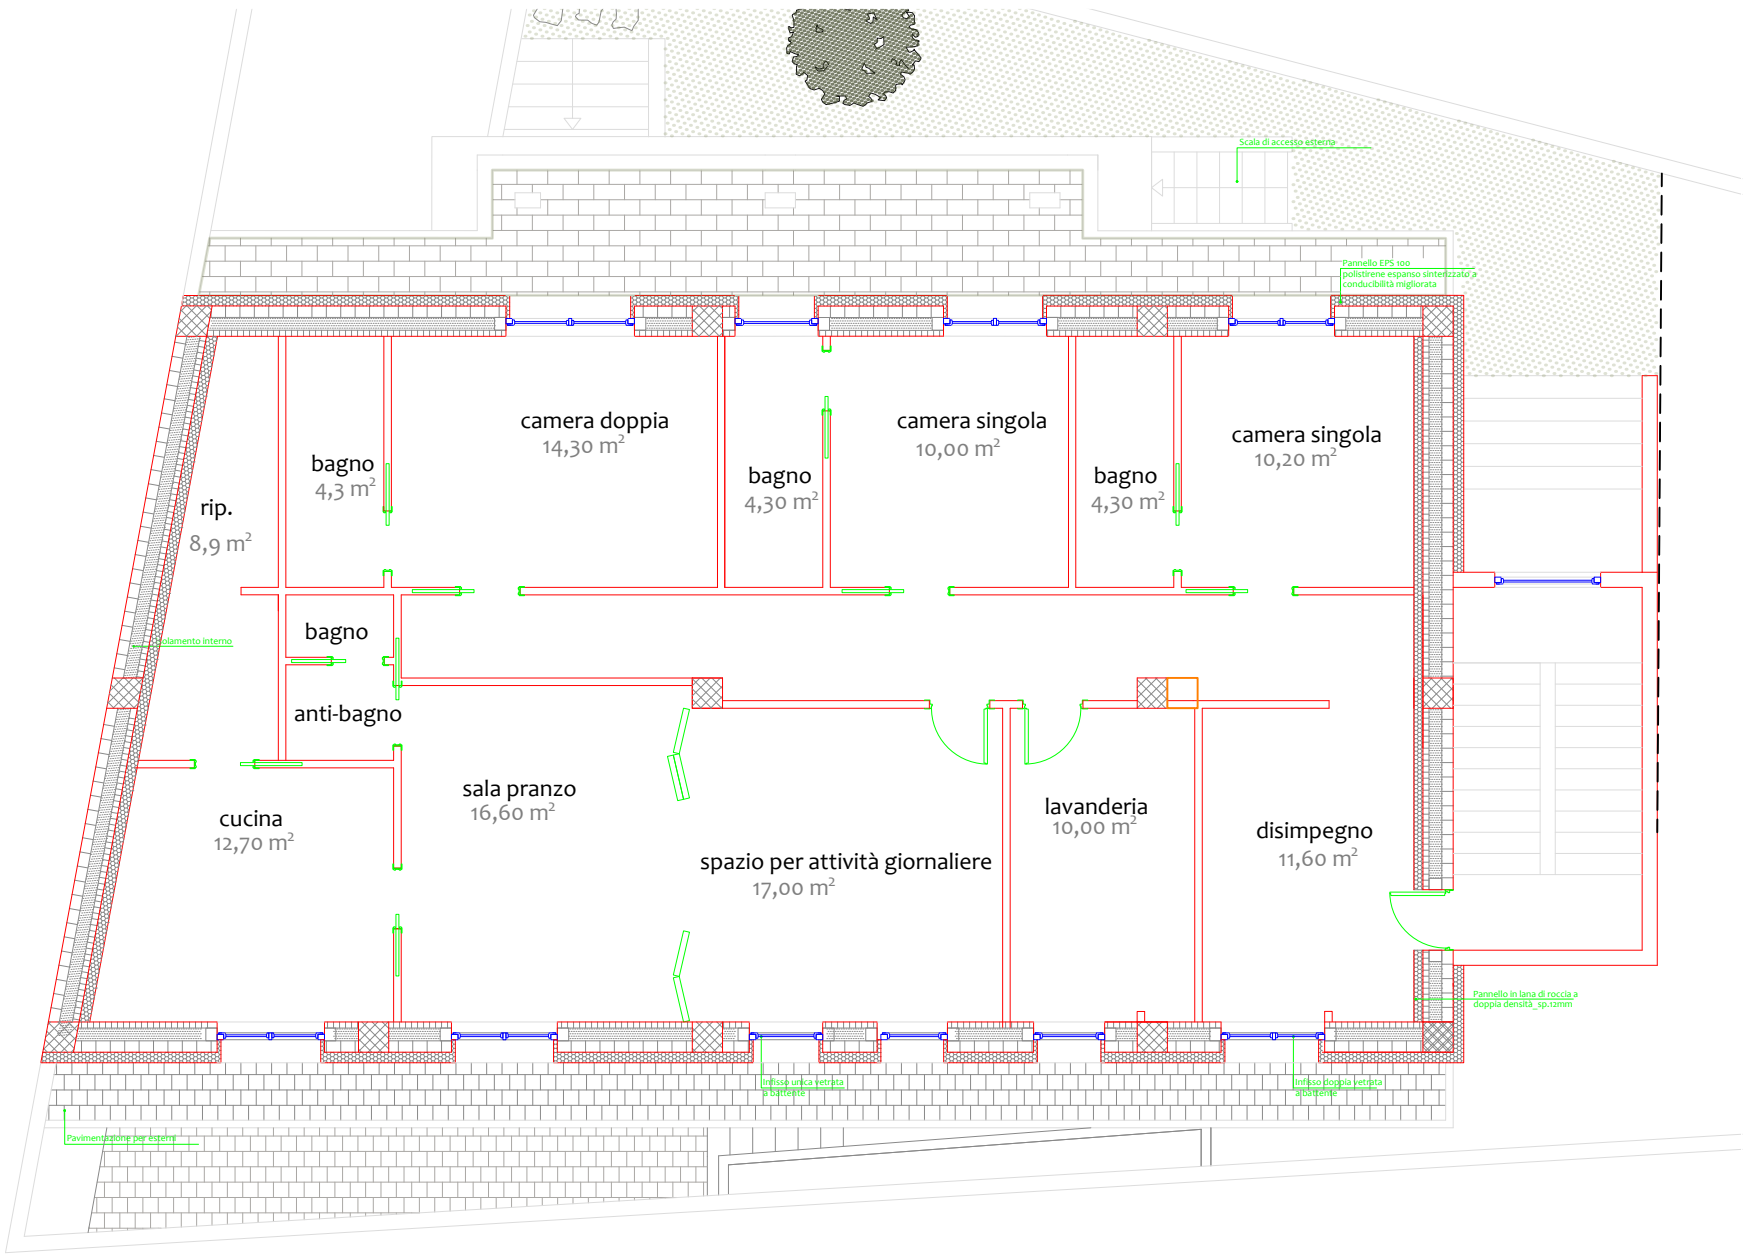 Scala di accesso esterna
Pannello EPS 100
polistirene espanso sinterizzato a
conducibilità migliorata
camera doppia
14,30 m²
camera singola
10,00 m²
camera singola
10,20 m²
bagno
4,3 m²
bagno
4,30 m²
bagno
4,30 m²
rip.
8,9 m²
bagno
olamento interno
anti-bagno
sala pranzo
16,60 m²
cucina
12,70 m²
lavanderia
10,00 m²
disimpegno
11,60 m²
spazio per attività giornaliere
17,00 m²
Pannello in lana di roccia a
doppia densità_sp.12mm
Infisso unica vetrata
a battente
Infisso doppia vetrata
a battente
Pavimentazione per esterni